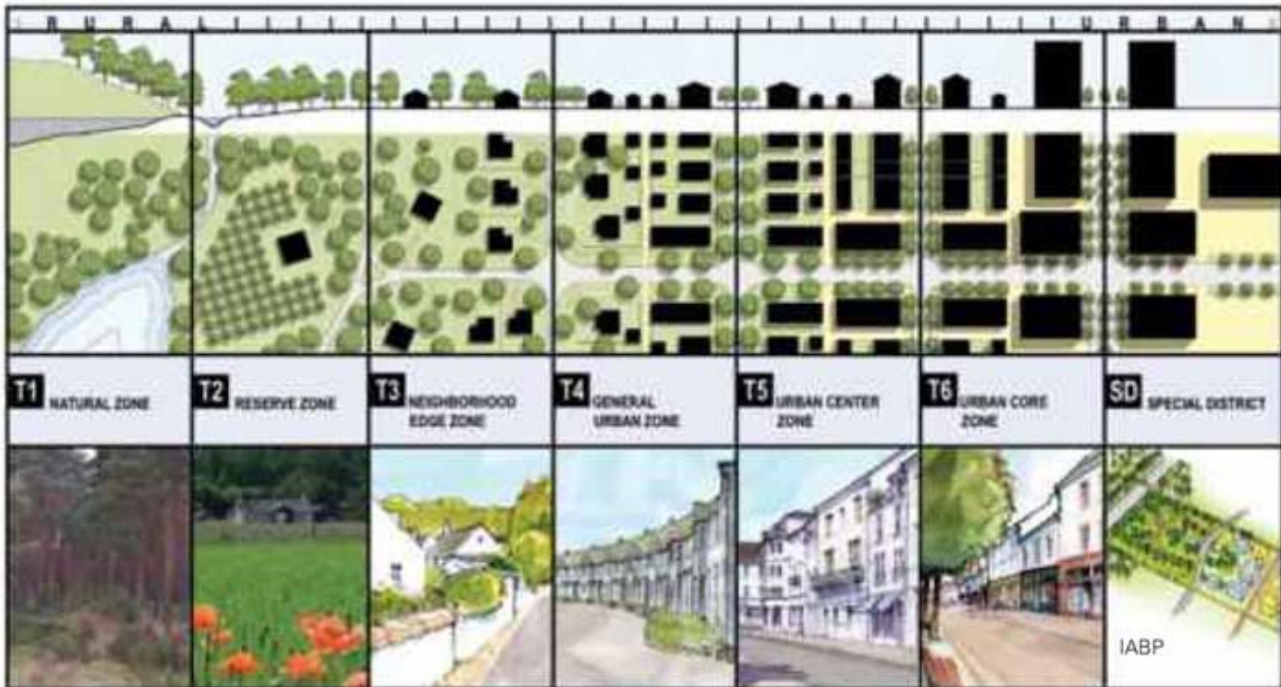 RURAL IIIIIIIIIIIIIIIIIIII URBAN
T1 NATURAL ZONE
T2 RESERVE ZONE
T3 NEIGHBORHOOD
EDGE ZONE
T4 GENERAL
URBAN ZONE
T5 URBAN CENTER
ZONE
T6 URBAN CORE
ZONE
SD SPECIAL DISTRICT
IABP